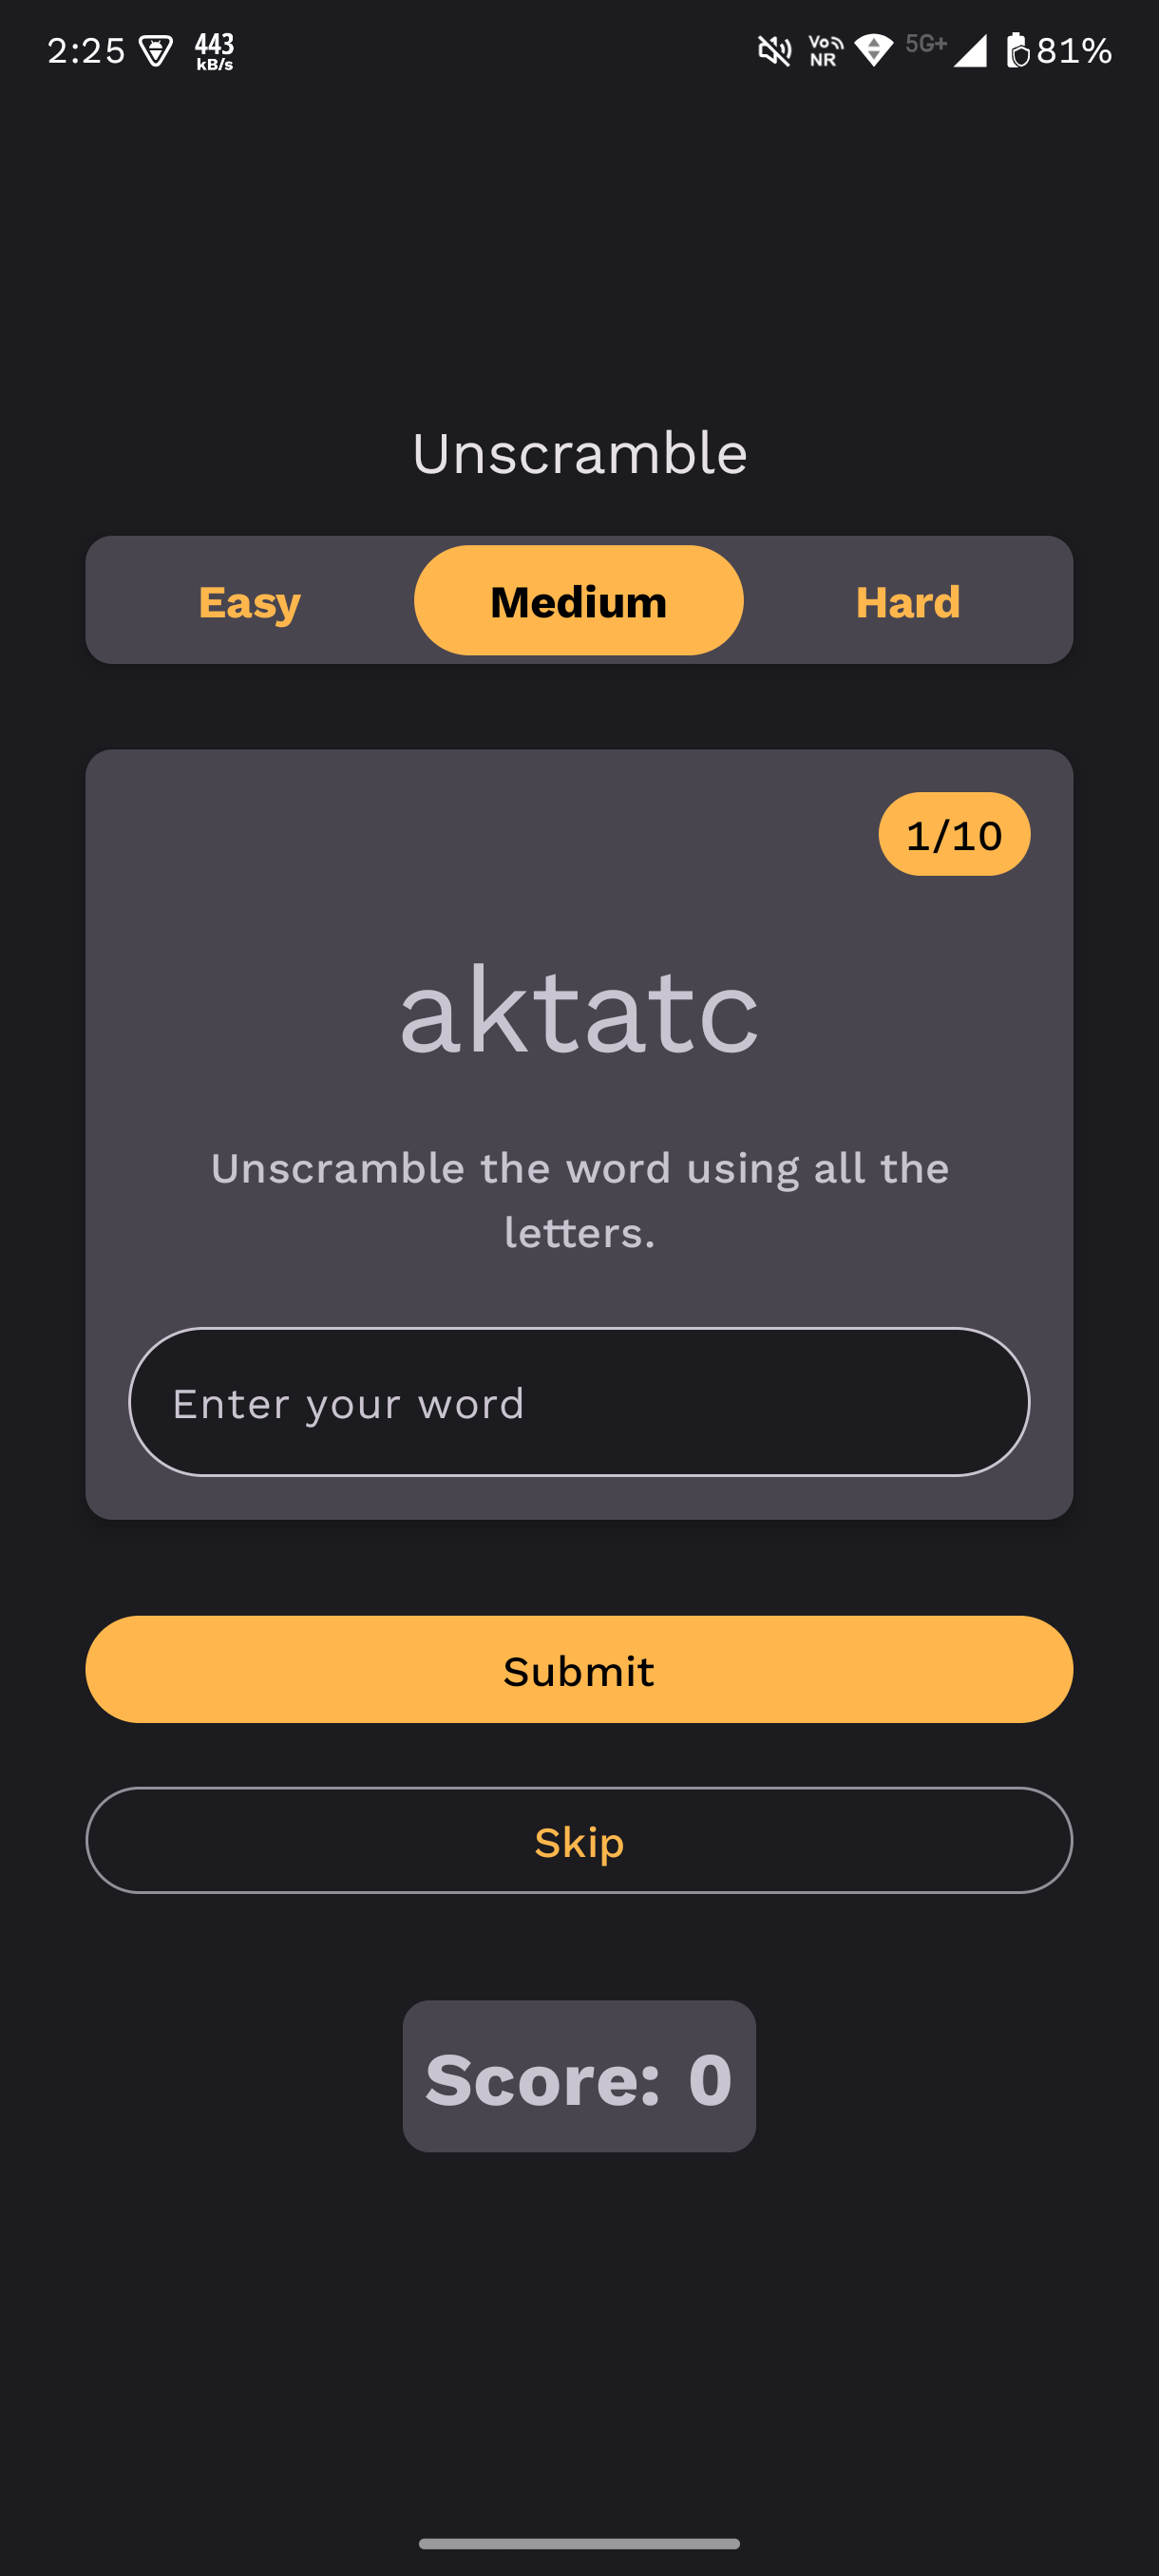 2:25 443 kB/s Vo NR 5G+ 81%
Unscramble
Easy Medium Hard
1/10
aktatc
Unscramble the word using all the
letters.
Enter your word
Submit
Skip
Score: 0